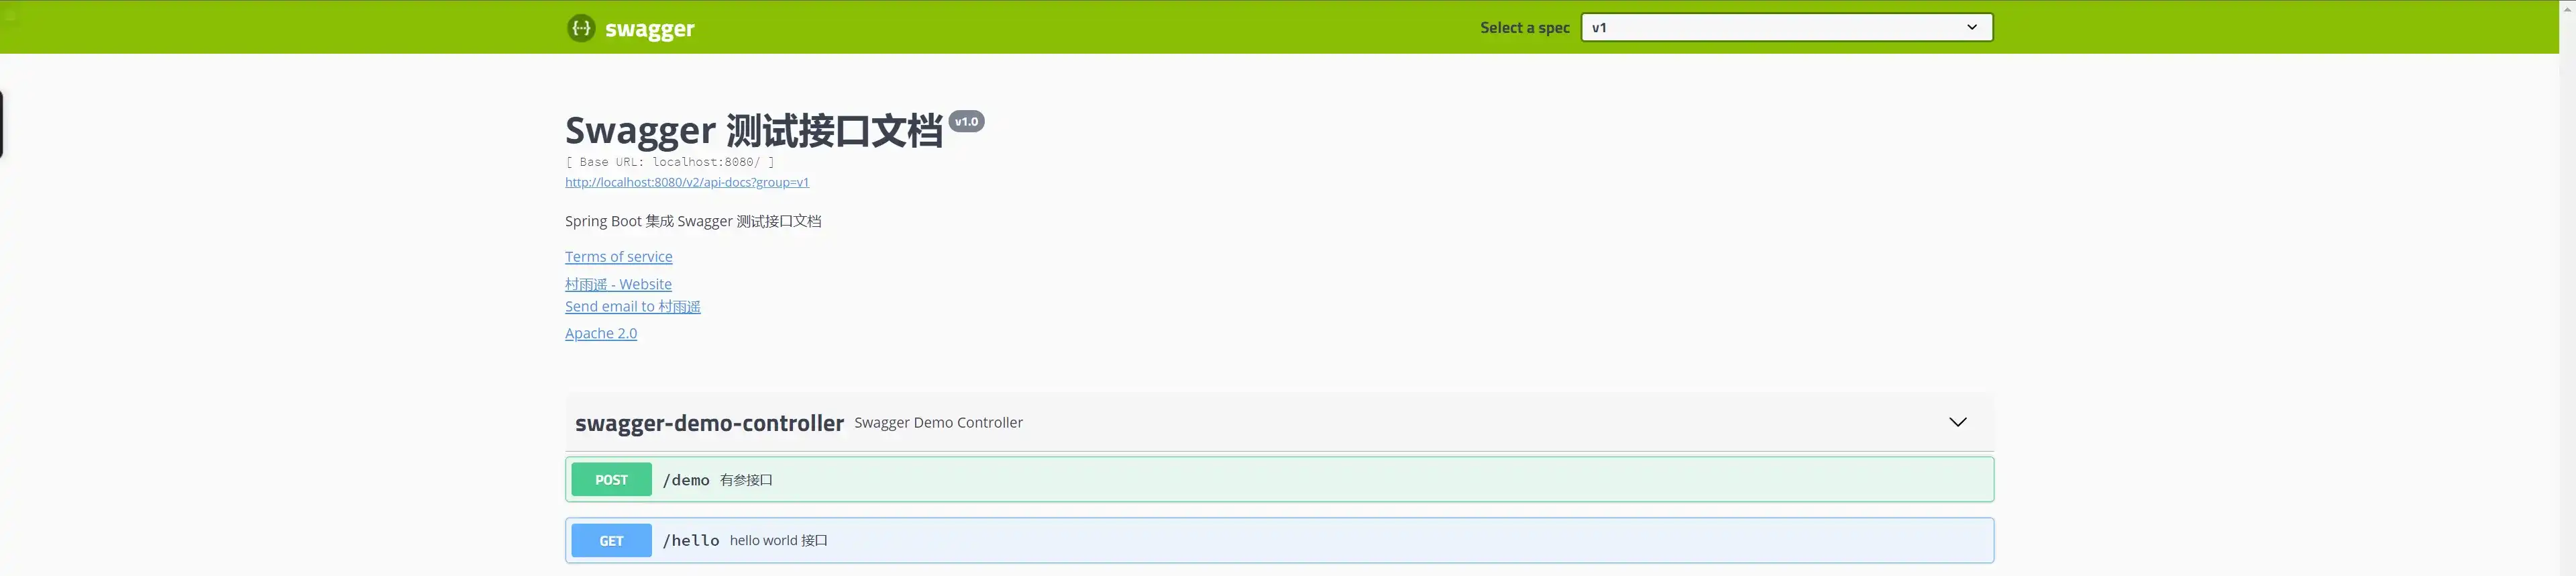 {··} swagger
Select a spec v1
Swagger 测试接口文档 v1.0
[ Base URL: localhost:8080/ ]
http://localhost:8080/v2/api-docs?group=v1
Spring Boot 集成 Swagger 测试接口文档
Terms of service
村雨遥 - Website
Send email to 村雨遥
Apache 2.0
swagger-demo-controller Swagger Demo Controller
POST /demo 有参接口
GET /hello hello world 接口